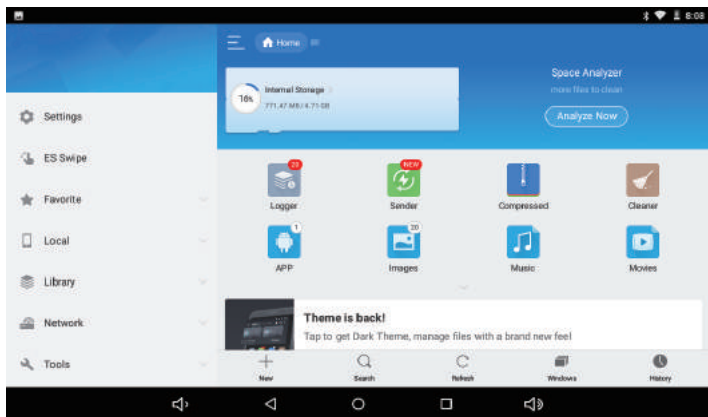 8:08
Home
Internal Storage
16%
771.47 MB / 4.71 GB
Space Analyzer
more files to clean
Analyze Now
Settings
ES Swipe
Favorite
Local
Library
Network
Tools
23
NEW
Logger
Sender
Compressed
Cleaner
1
20
APP
Images
Music
Movies
Theme is back!
Tap to get Dark Theme, manage files with a brand new feel
New
Search
Refresh
Windows
History